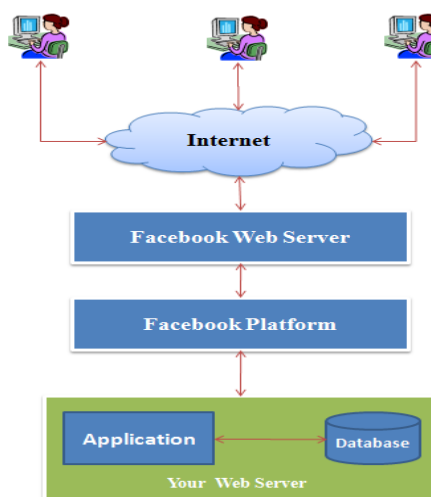 Internet
Facebook Web Server
Facebook Platform
Application
Database
Your Web Server